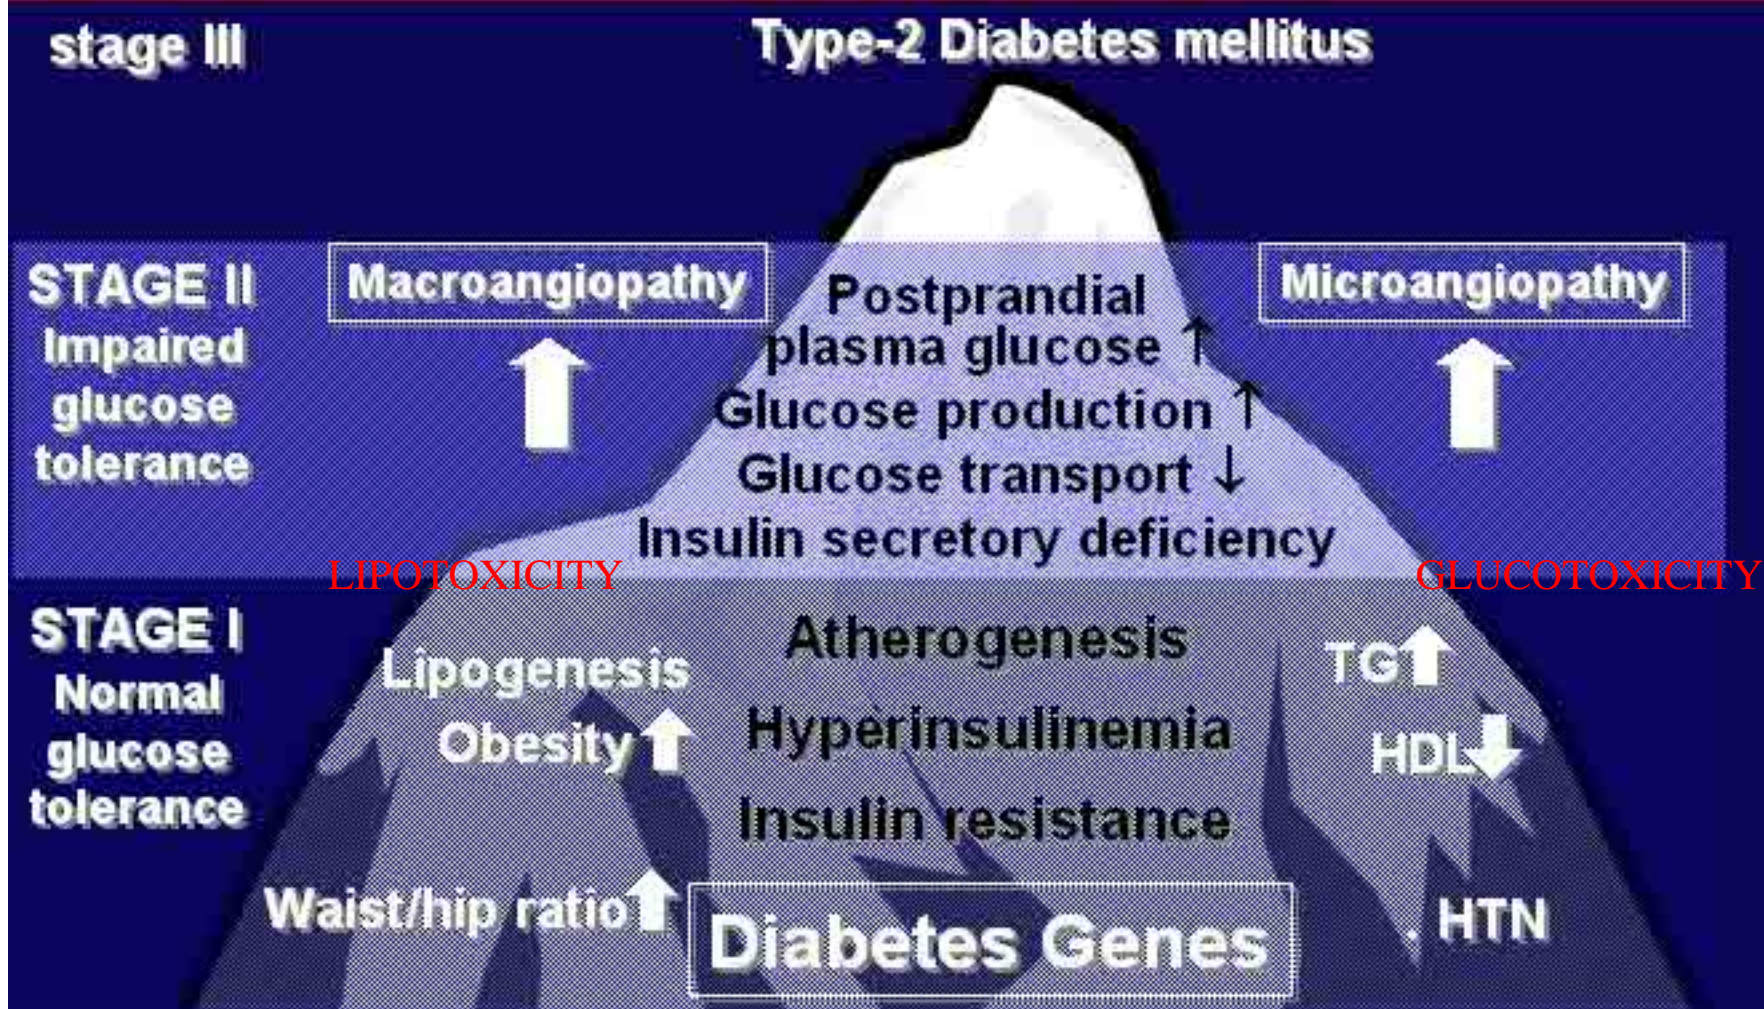 stage III
Type-2 Diabetes mellitus
STAGE II
Impaired
glucose
tolerance
Macroangiopathy
Postprandial
plasma glucose ↑
Glucose production ↑
Glucose transport ↓
Insulin secretory deficiency
Microangiopathy
LIPOTOXICITY
GLUCOTOXICITY
STAGE I
Normal
glucose
tolerance
Lipogenesis
Obesity
Waist/hip ratio
Atherogenesis
Hyperinsulinemia
Insulin resistance
Diabetes Genes
TG
HDL
. HTN